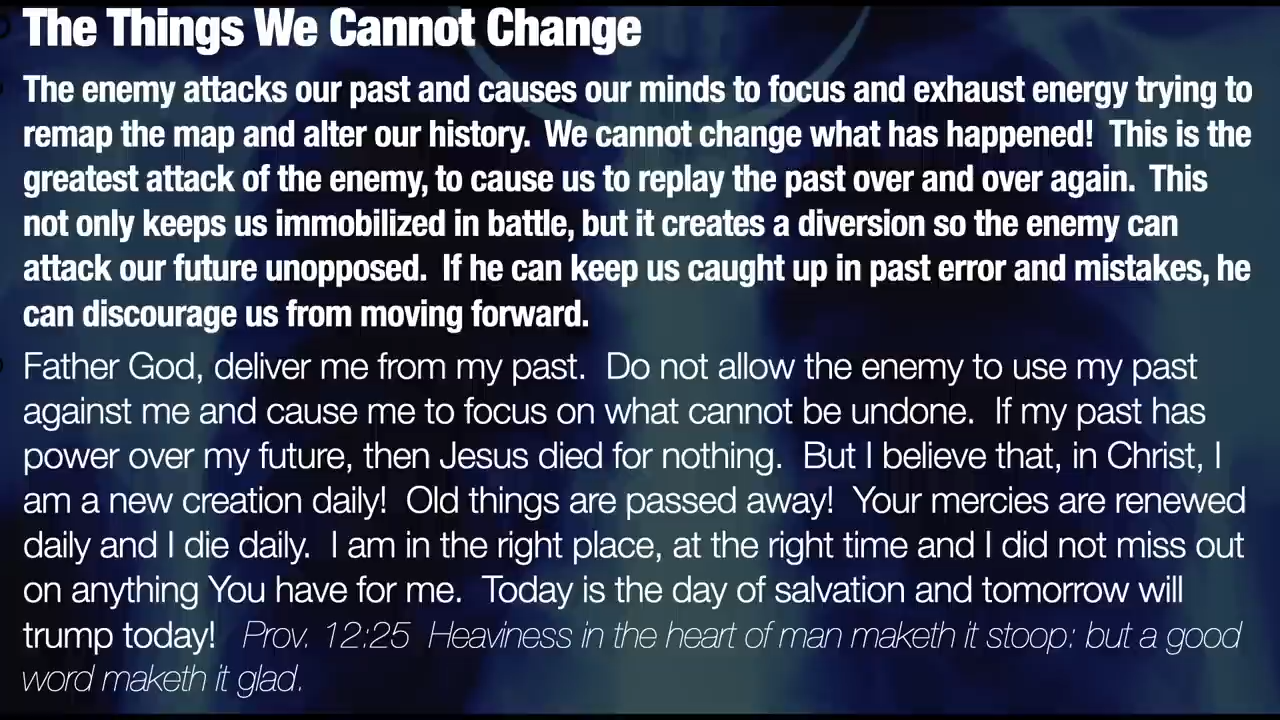 The Things We Cannot Change
The enemy attacks our past and causes our minds to focus and exhaust energy trying to
remap the map and alter our history.  We cannot change what has happened!  This is the
greatest attack of the enemy, to cause us to replay the past over and over again.  This
not only keeps us immobilized in battle, but it creates a diversion so the enemy can
attack our future unopposed.  If he can keep us caught up in past error and mistakes, he
can discourage us from moving forward.
Father God, deliver me from my past.  Do not allow the enemy to use my past
against me and cause me to focus on what cannot be undone.  If my past has
power over my future, then Jesus died for nothing.  But I believe that, in Christ, I
am a new creation daily!  Old things are passed away!  Your mercies are renewed
daily and I die daily.  I am in the right place, at the right time and I did not miss out
on anything You have for me.  Today is the day of salvation and tomorrow will
trump today!   Prov. 12:25  Heaviness in the heart of man maketh it stoop: but a good
word maketh it glad.